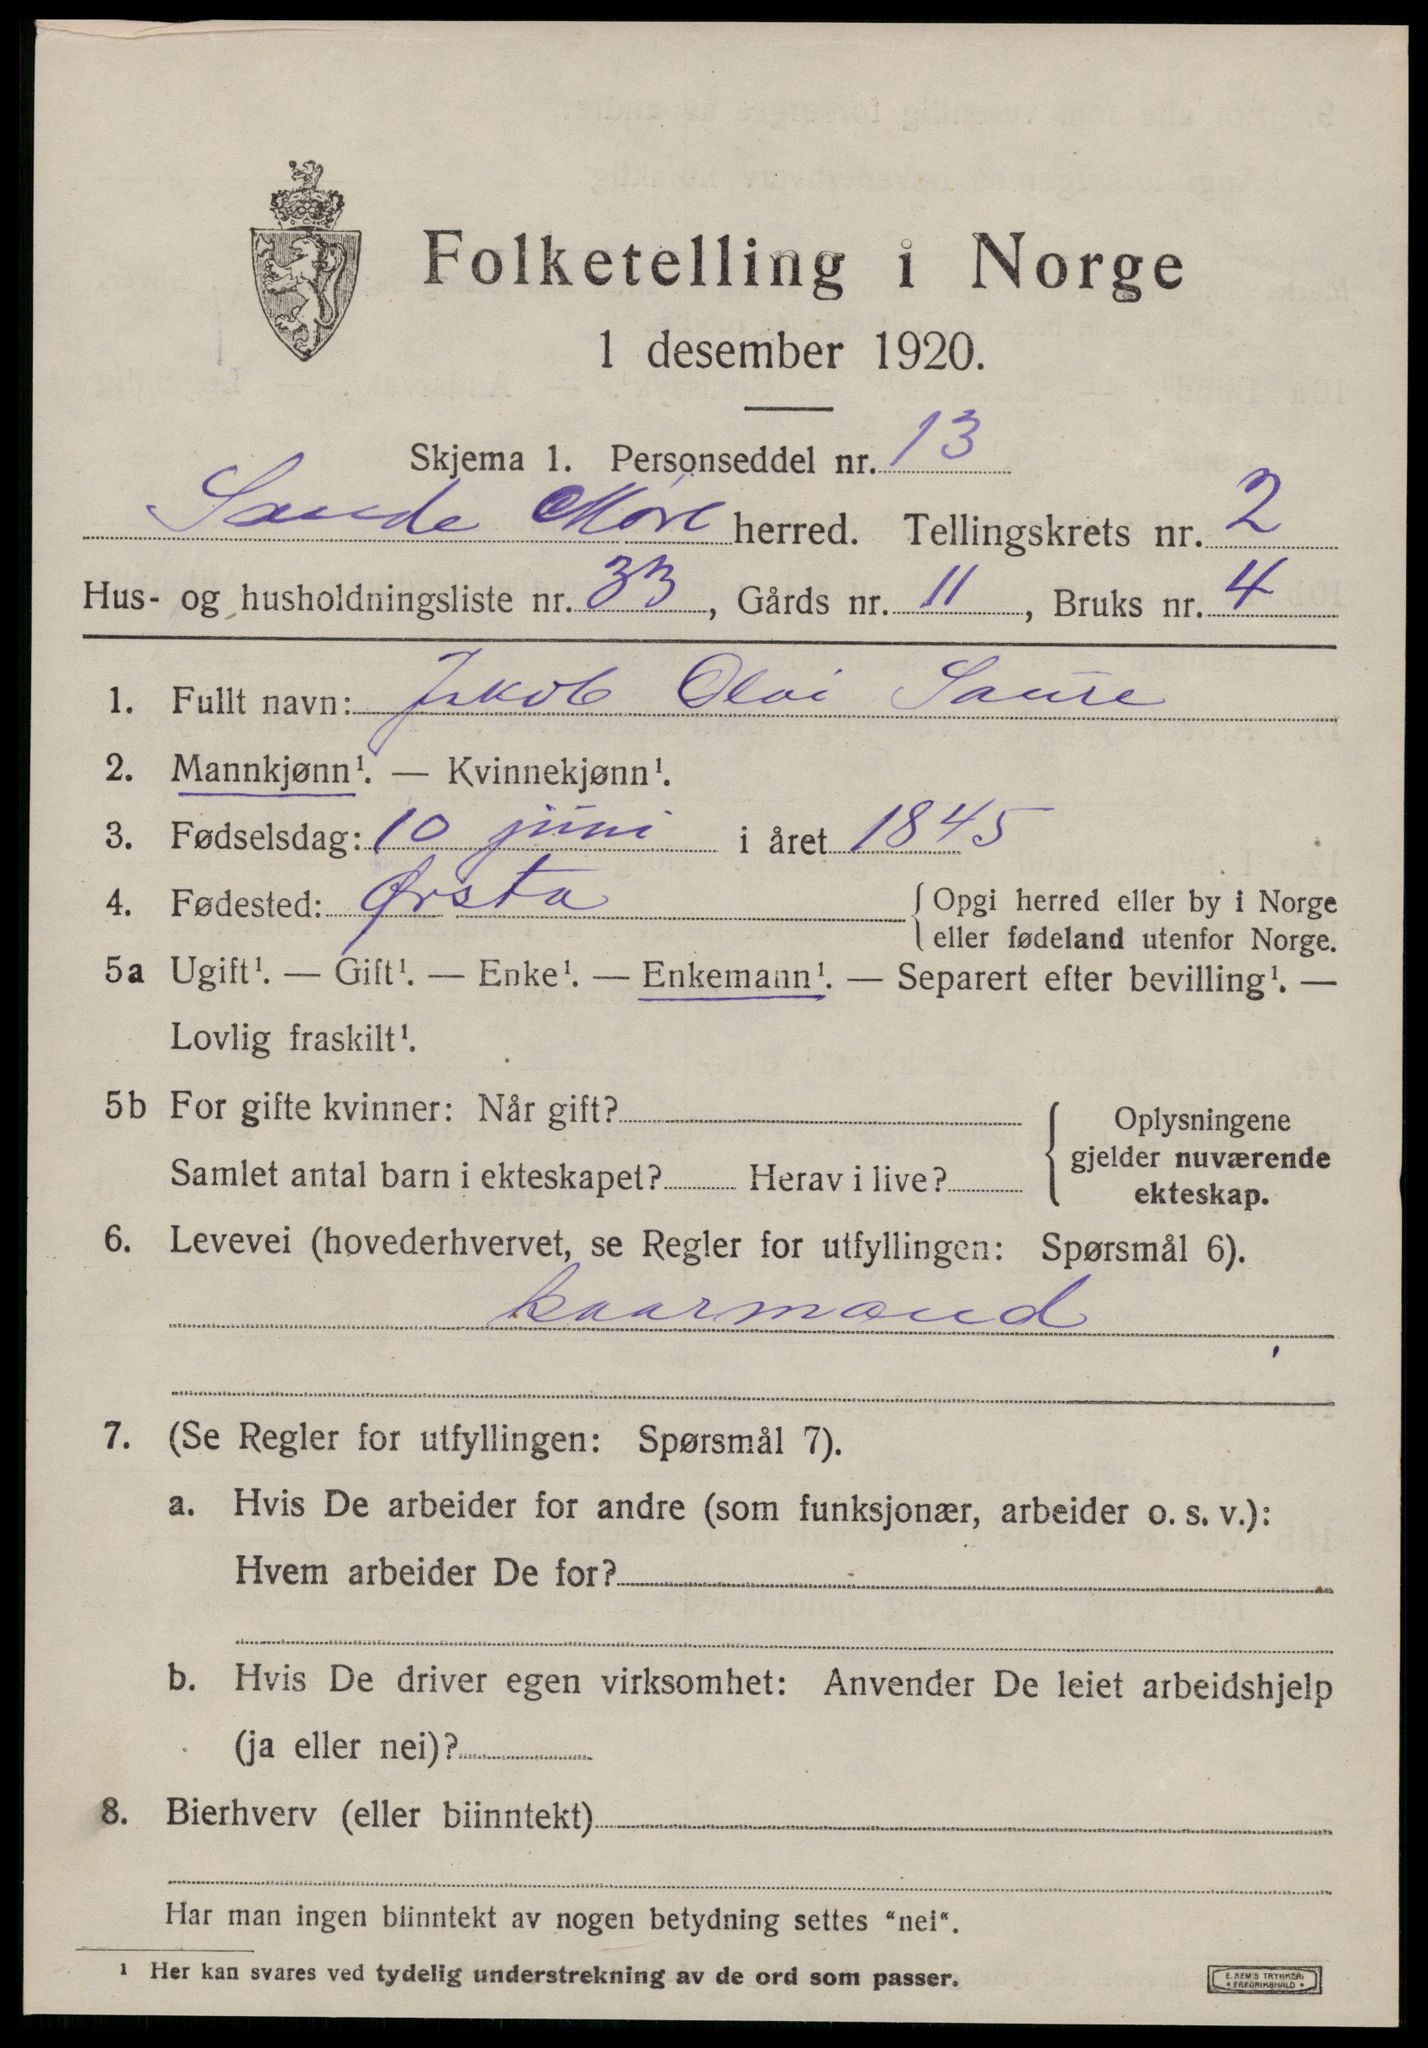 Folketelling i Norge
1 desember 1920.
Skjema 1. Personseddel nr. 13
Sande Møre herred. Tellingskrets nr. 2
Hus- og husholdningsliste nr. 33, Gårds nr. 11, Bruks nr. 4
1. Fullt navn: Jakob Olai Saure
2. Mannkjønn¹. — Kvinnekjønn¹.
3. Fødselsdag: 10 juni i året 1845
4. Fødested: Ørsta { Opgi herred eller by i Norge
eller fødeland utenfor Norge.
5a Ugift¹. — Gift¹. — Enke¹. — Enkemann¹. — Separert efter bevilling¹. —
Lovlig fraskilt¹.
5b For gifte kvinner: Når gift?
Samlet antal barn i ekteskapet? Herav i live?
Oplysningene
gjelder nuværende
ekteskap.
6. Levevei (hovederhvervet, se Regler for utfyllingen: Spørsmål 6).
kaarmand
7. (Se Regler for utfyllingen: Spørsmål 7).
a. Hvis De arbeider for andre (som funksjonær, arbeider o. s. v.):
Hvem arbeider De for?
b. Hvis De driver egen virksomhet: Anvender De leiet arbeidshjelp
(ja eller nei)?
8. Bierhverv (eller biinntekt)
Har man ingen biinntekt av nogen betydning settes "nei".
¹ Her kan svares ved tydelig understrekning av de ord som passer.
E. SEM'S TRYKKERI
* FREDRIKSHALD *